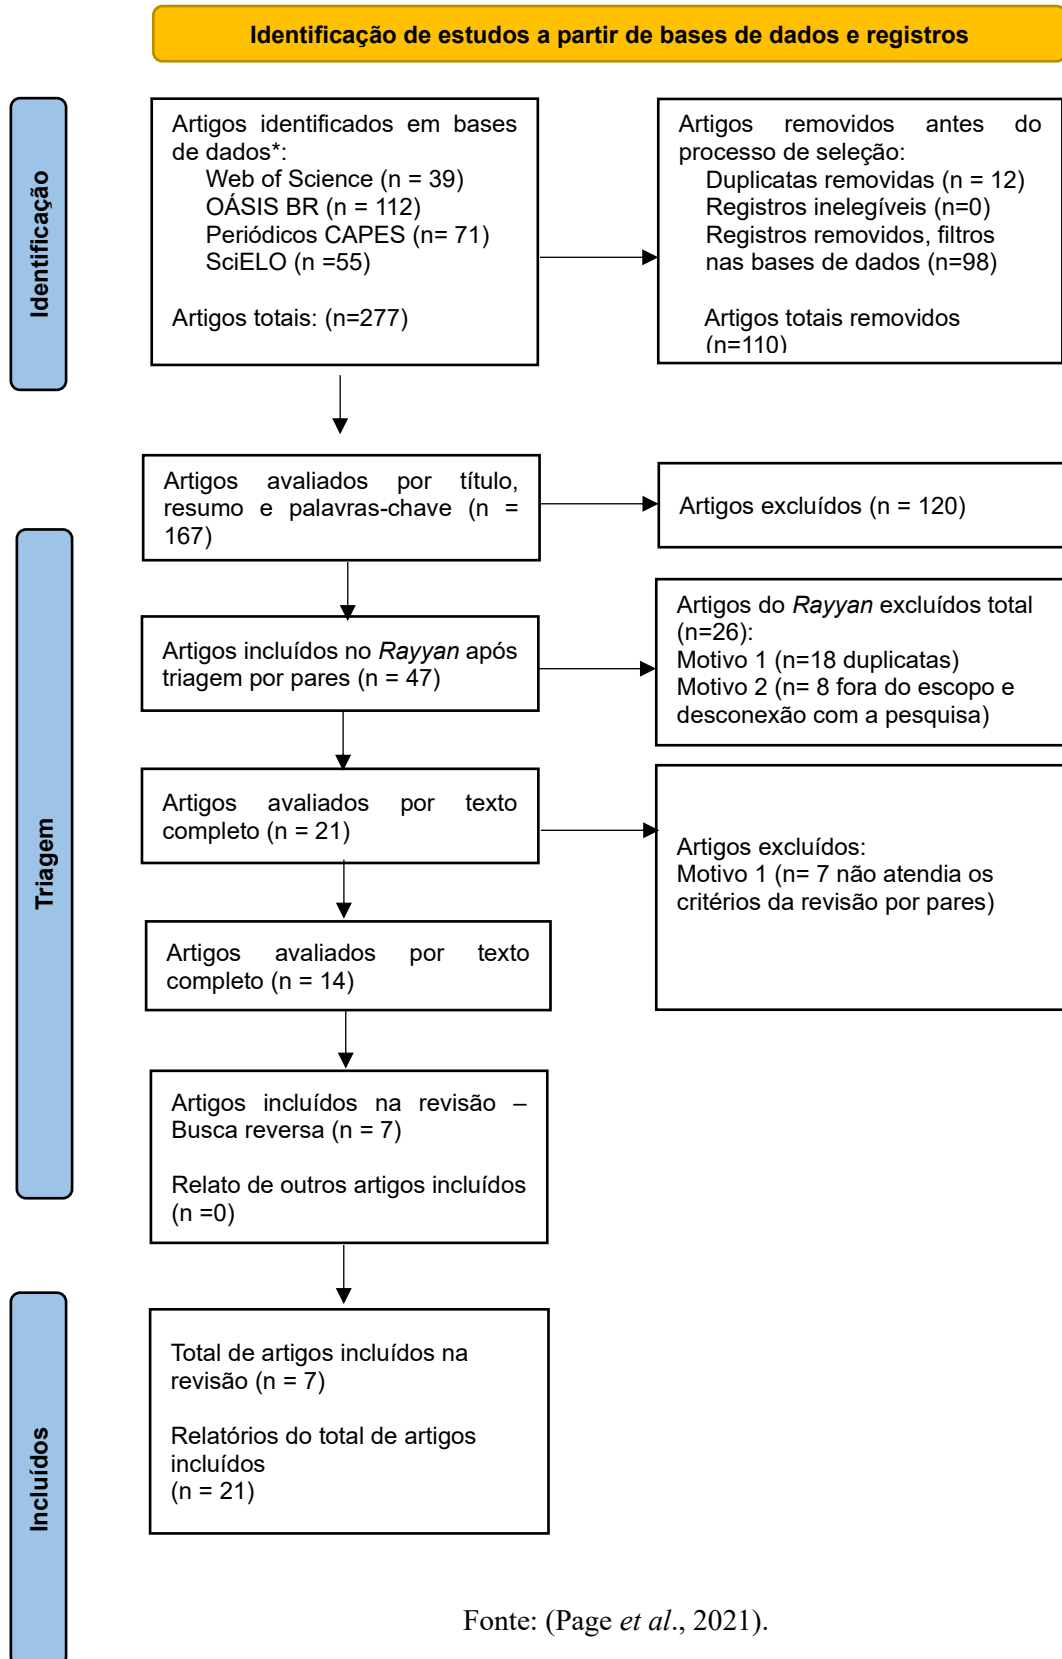 Identificação de estudos a partir de bases de dados e registros
Identificação
Artigos identificados em bases
de dados*:
Web of Science (n = 39)
OÁSIS BR (n = 112)
Periódicos CAPES (n= 71)
SciELO (n =55)
Artigos totais: (n=277)
Artigos removidos antes do
processo de seleção:
Duplicatas removidas (n = 12)
Registros inelegíveis (n=0)
Registros removidos, filtros
nas bases de dados (n=98)
Artigos totais removidos
(n=110)
Triagem
Artigos avaliados por título,
resumo e palavras-chave (n =
167)
Artigos excluídos (n = 120)
Artigos incluídos no Rayyan após
triagem por pares (n = 47)
Artigos do Rayyan excluídos total
(n=26):
Motivo 1 (n=18 duplicatas)
Motivo 2 (n= 8 fora do escopo e
desconexão com a pesquisa)
Artigos avaliados por texto
completo (n = 21)
Artigos excluídos:
Motivo 1 (n= 7 não atendia os
critérios da revisão por pares)
Artigos avaliados por texto
completo (n = 14)
Artigos incluídos na revisão –
Busca reversa (n = 7)
Relato de outros artigos incluídos
(n =0)
Incluídos
Total de artigos incluídos na
revisão (n = 7)
Relatórios do total de artigos
incluídos
(n = 21)
Fonte: (Page et al., 2021).